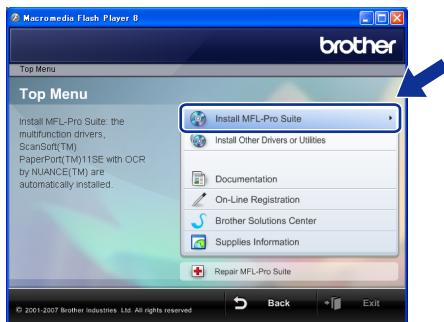 Macromedia Flash Player 8
brother
Top Menu
Top Menu
Install MFL-Pro Suite: the
multifunction drivers,
ScanSoft(TM)
PaperPort(TM)11SE with OCR
by NUANCE(TM) are
automatically installed.
Install MFL-Pro Suite
Install Other Drivers or Utilities
Documentation
On-Line Registration
Brother Solutions Center
Supplies Information
Repair MFL-Pro Suite
© 2001-2007 Brother Industries Ltd. All rights reserved
Back
Exit